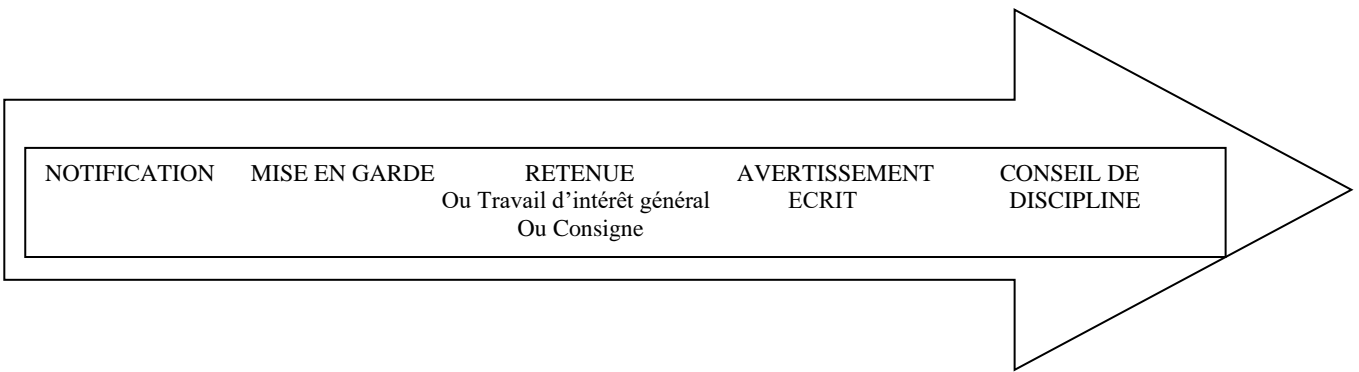 NOTIFICATION MISE EN GARDE RETENUE AVERTISSEMENT CONSEIL DE
Ou Travail d'intérêt général ECRIT DISCIPLINE
Ou Consigne